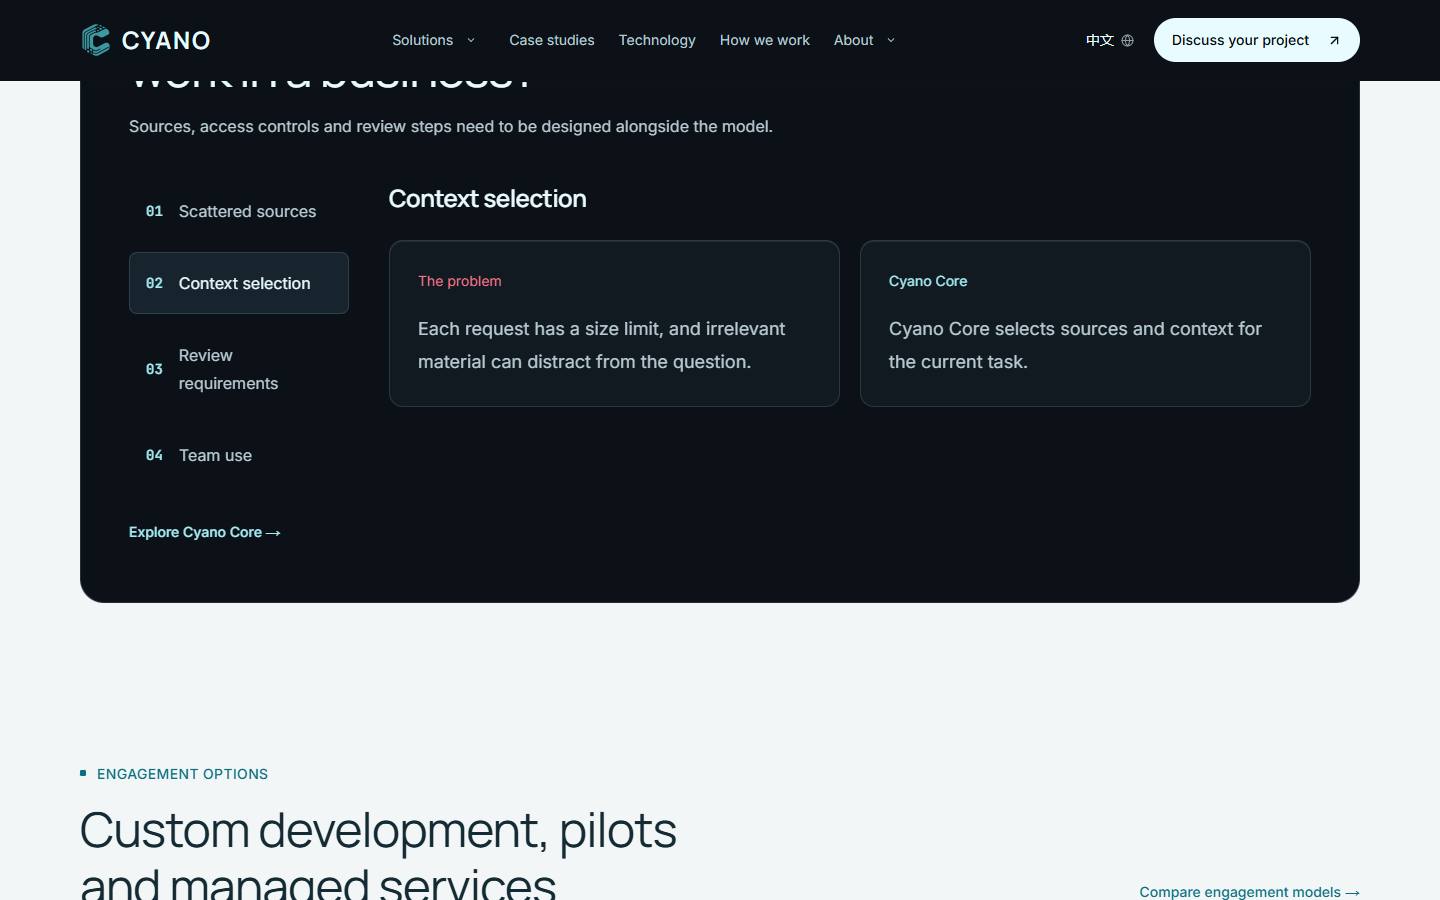 CYANO
Solutions
Case studies
Technology
How we work
About
中文
Discuss your project
work in a business?
Sources, access controls and review steps need to be designed alongside the model.
01 Scattered sources
02 Context selection
03 Review
requirements
04 Team use
Explore Cyano Core →
Context selection
The problem
Each request has a size limit, and irrelevant
material can distract from the question.
Cyano Core
Cyano Core selects sources and context for
the current task.
ENGAGEMENT OPTIONS
Custom development, pilots
and managed services
Compare engagement models →